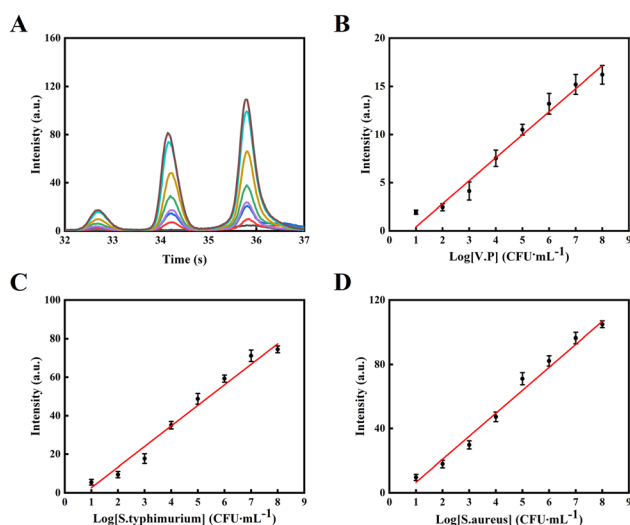 A
Intenisty (a.u.)
160
120
80
40
0
32 33 34 35 36 37
Time (s)
B
Intensity (a.u.)
20
15
10
5
0
0 1 2 3 4 5 6 7 8 9
Log[V.P] (CFU·mL⁻¹)
C
Intensity (a.u.)
100
80
60
40
20
0
0 1 2 3 4 5 6 7 8 9
Log[S.typhimurium] (CFU·mL⁻¹)
D
Intensity (a.u.)
120
80
40
0
0 1 2 3 4 5 6 7 8 9
Log[S.aureus] (CFU·mL⁻¹)